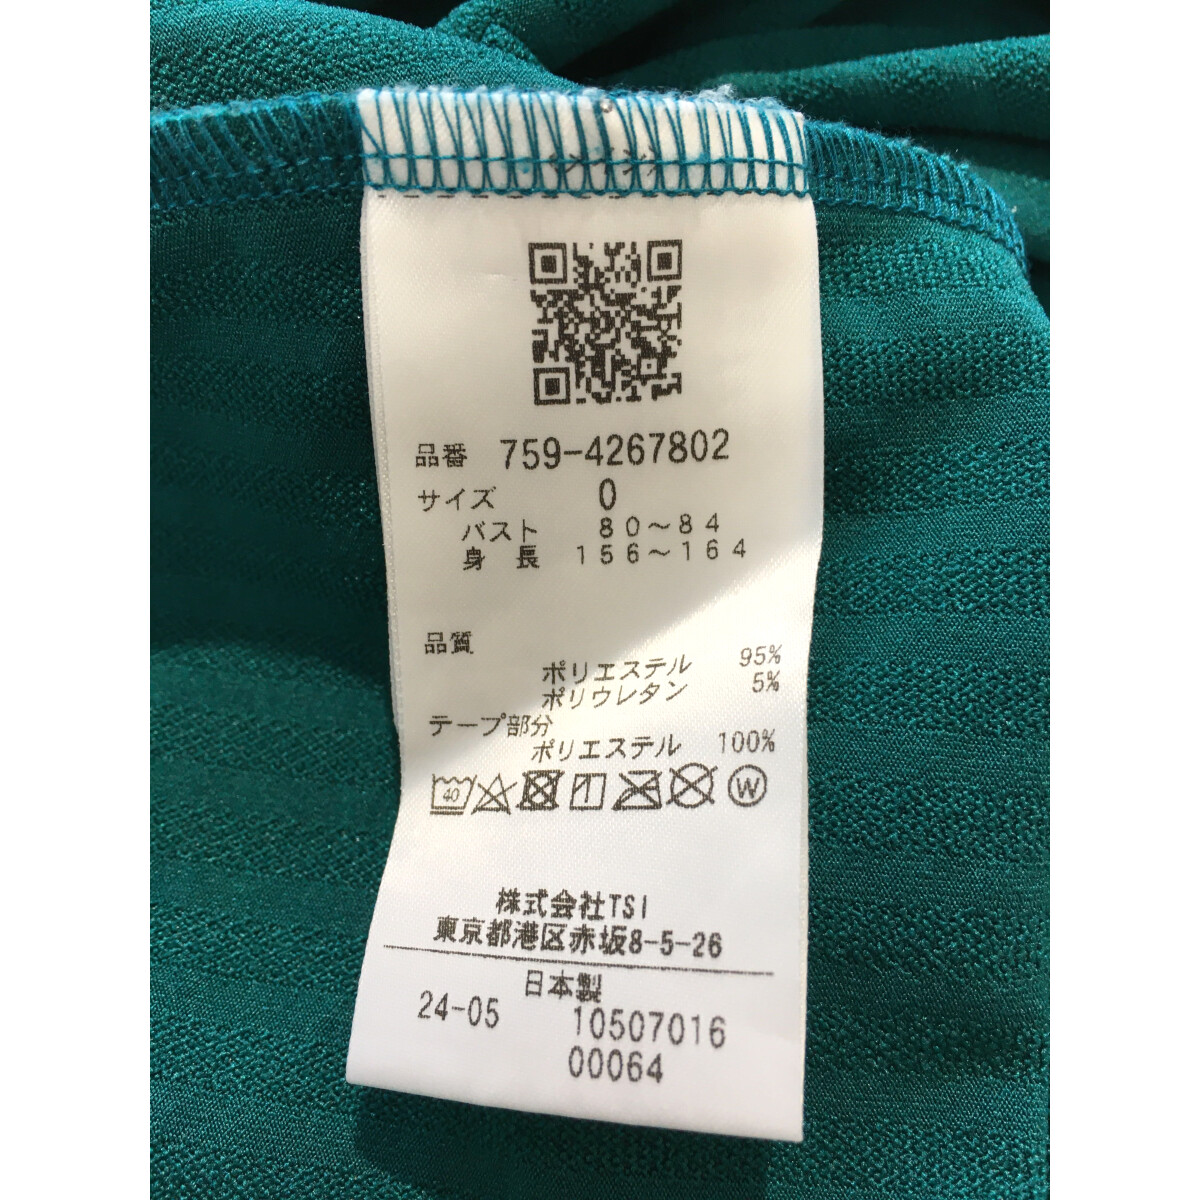 品番 759-4267802
サイズ 0
バスト 80～84
身長 156～164
品質
ポリエステル 95%
ポリウレタン 5%
テープ部分
ポリエステル 100%
40 W
株式会社TSI
東京都港区赤坂8-5-26
日本製
24-05 10507016
00064